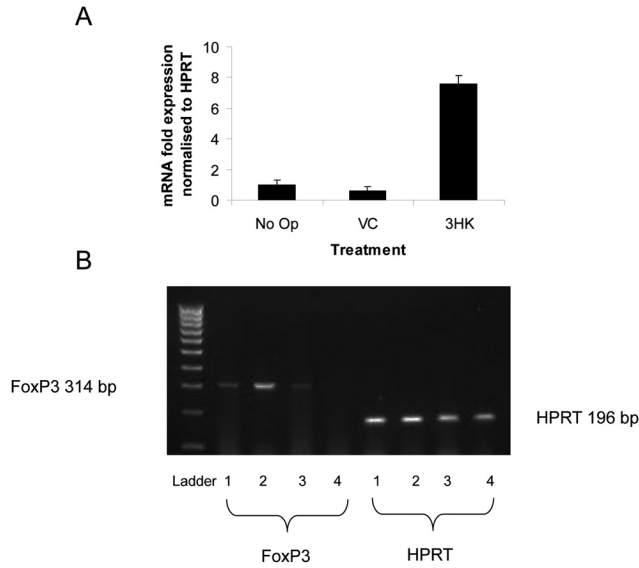 A
mRNA fold expression
normalised to HPRT
10
8
6
4
2
0
No Op VC 3HK
Treatment
B
FoxP3 314 bp
HPRT 196 bp
Ladder 1 2 3 4 1 2 3 4
FoxP3 HPRT